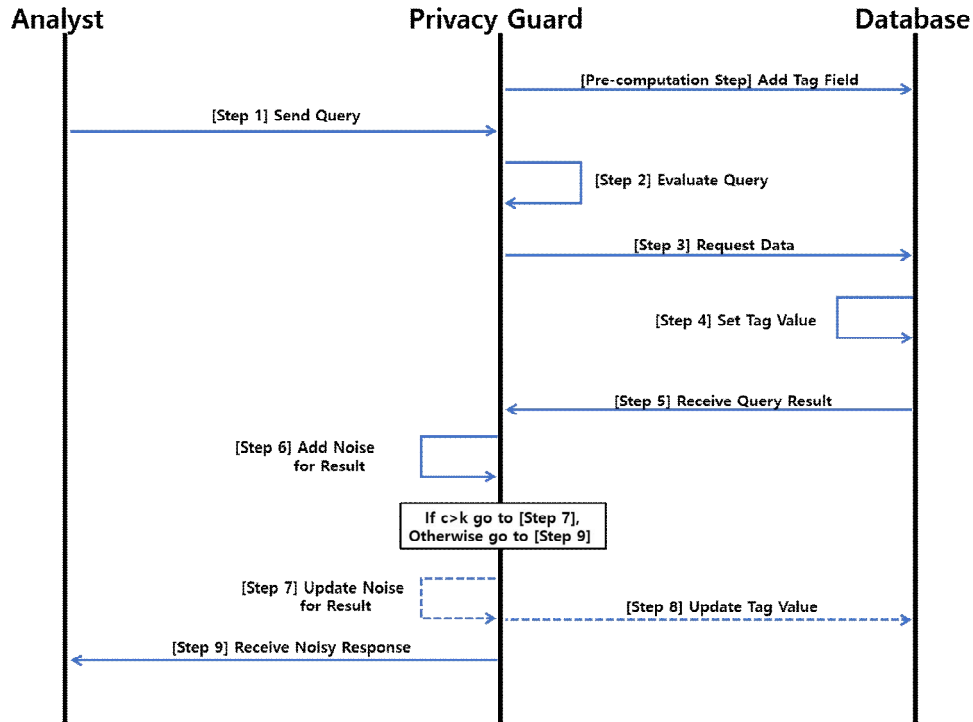 Analyst
Privacy Guard
Database
[Pre-computation Step] Add Tag Field
[Step 1] Send Query
[Step 2] Evaluate Query
[Step 3] Request Data
[Step 4] Set Tag Value
[Step 5] Receive Query Result
[Step 6] Add Noise
for Result
If c>k go to [Step 7],
Otherwise go to [Step 9]
[Step 7] Update Noise
for Result
[Step 8] Update Tag Value
[Step 9] Receive Noisy Response